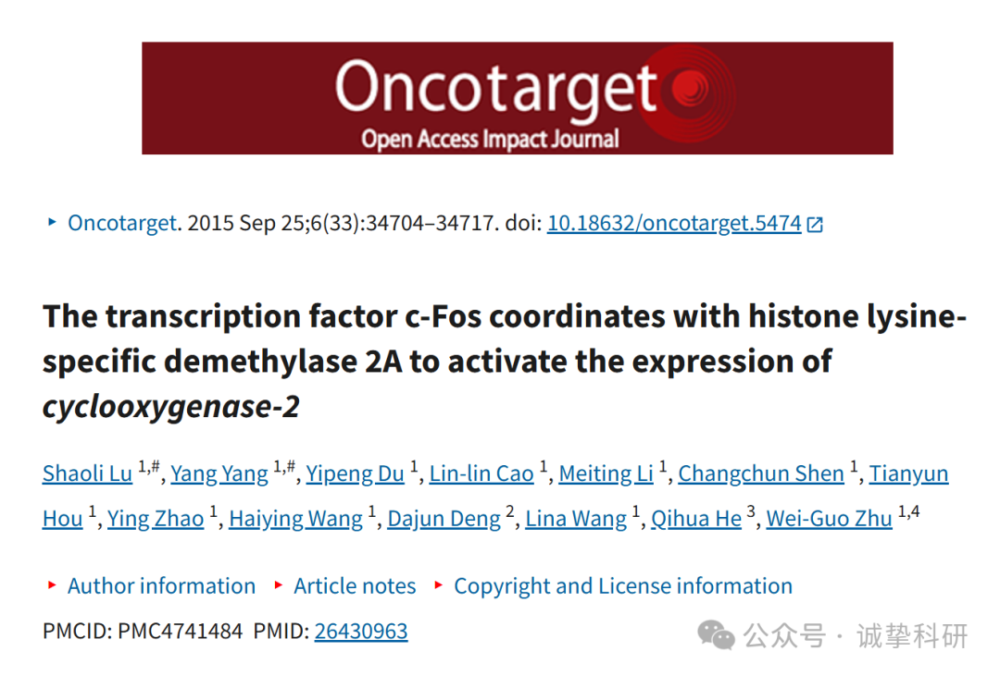 Oncotarget
Open Access Impact Journal
‣ Oncotarget. 2015 Sep 25;6(33):34704–34717. doi: 10.18632/oncotarget.5474
The transcription factor c-Fos coordinates with histone lysine-
specific demethylase 2A to activate the expression of
cyclooxygenase-2
Shaoli Lu 1,#, Yang Yang 1,#, Yipeng Du 1, Lin-lin Cao 1, Meiting Li 1, Changchun Shen 1, Tianyun
Hou 1, Ying Zhao 1, Haiying Wang 1, Dajun Deng 2, Lina Wang 1, Qihua He 3, Wei-Guo Zhu 1,4
‣ Author information ‣ Article notes ‣ Copyright and License information
PMCID: PMC4741484 PMID: 26430963
公众号 · 诚挚科研